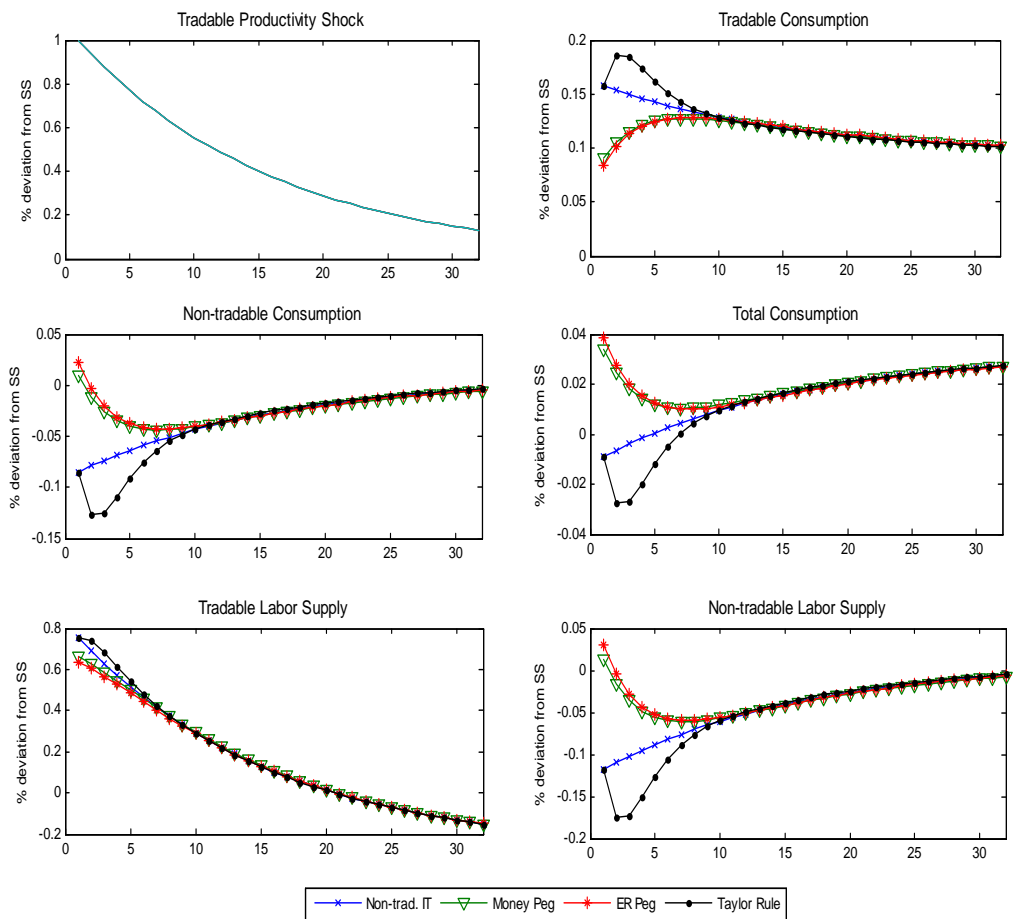 Tradable Productivity Shock
% deviation from SS
1
0.8
0.6
0.4
0.2
0
0 5 10 15 20 25 30
Tradable Consumption
% deviation from SS
0.2
0.15
0.1
0.05
0
0 5 10 15 20 25 30
Non-tradable Consumption
% deviation from SS
0.05
0
-0.05
-0.1
-0.15
0 5 10 15 20 25 30
Total Consumption
% deviation from SS
0.04
0.02
0
-0.02
-0.04
0 5 10 15 20 25 30
Tradable Labor Supply
% deviation from SS
0.8
0.6
0.4
0.2
0
-0.2
0 5 10 15 20 25 30
Non-tradable Labor Supply
% deviation from SS
0.05
0
-0.05
-0.1
-0.15
-0.2
0 5 10 15 20 25 30
Non-trad. IT Money Peg ER Peg Taylor Rule